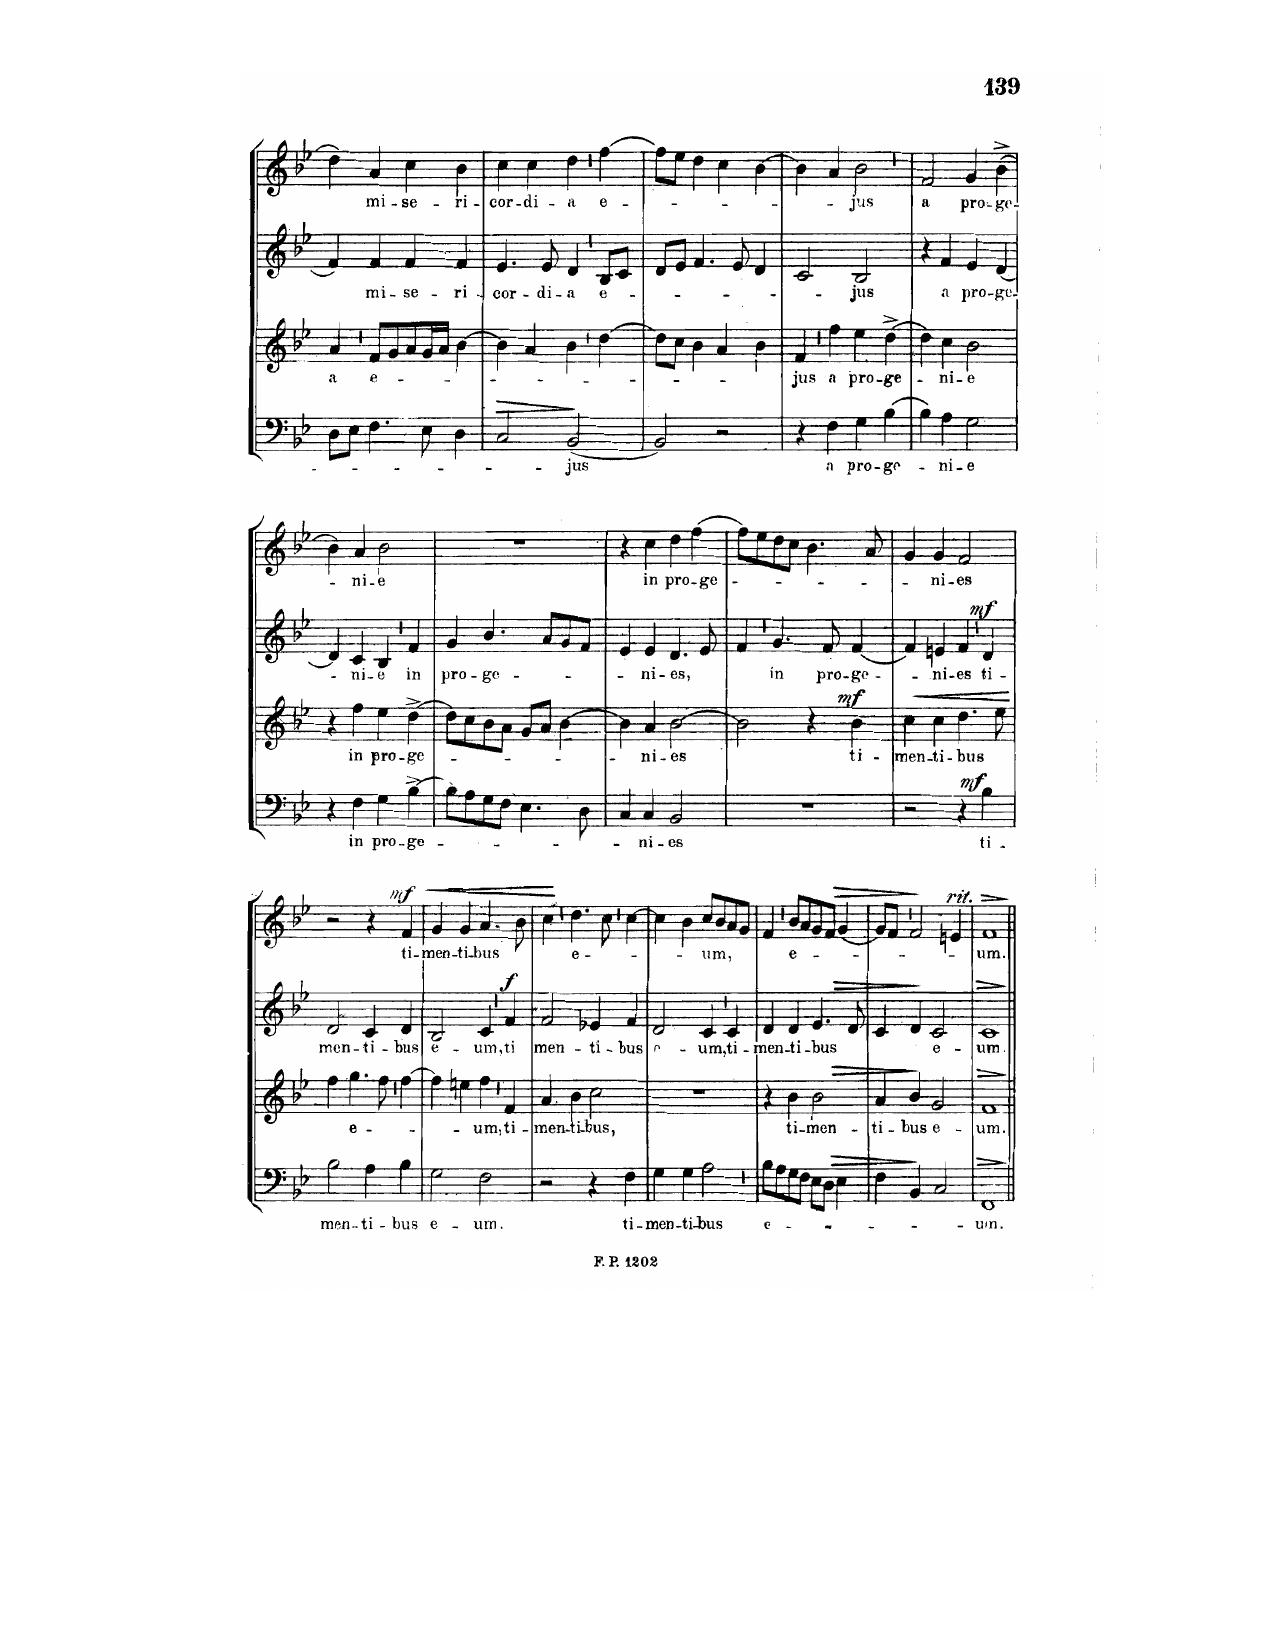 139
mi - se - ri - cor - di - a e - - - - - - jus a pro - ge -
mi - se - ri - cor - di - a e - - - - - jus a pro - ge -
a e - - - - - - - - - - - jus a pro - ge - ni - e
- - - - - - jus a pro - ge - ni - e
- ni - e in pro - ge - - - - - - ni - es
mf
- ni - e in pro - ge - - - - ni - es, in pro - ge - - ni - es ti -
mf
in pro - ge - - - - - - ni - es ti - men - ti - bus
mf
in pro - ge - - - - - ni - es ti -
mf rit.
ti - men - ti - bus e - - - - um, e - - - - - - um.
f
men - ti - bus e - um, ti men - ti - bus e - um, ti - men - ti - bus e - um.
e - - - - um, ti - men - ti - bus, ti - men - ti - bus e - um.
men - ti - bus e - um. ti - men - ti - bus e - - - - - um.
F. P. 1202